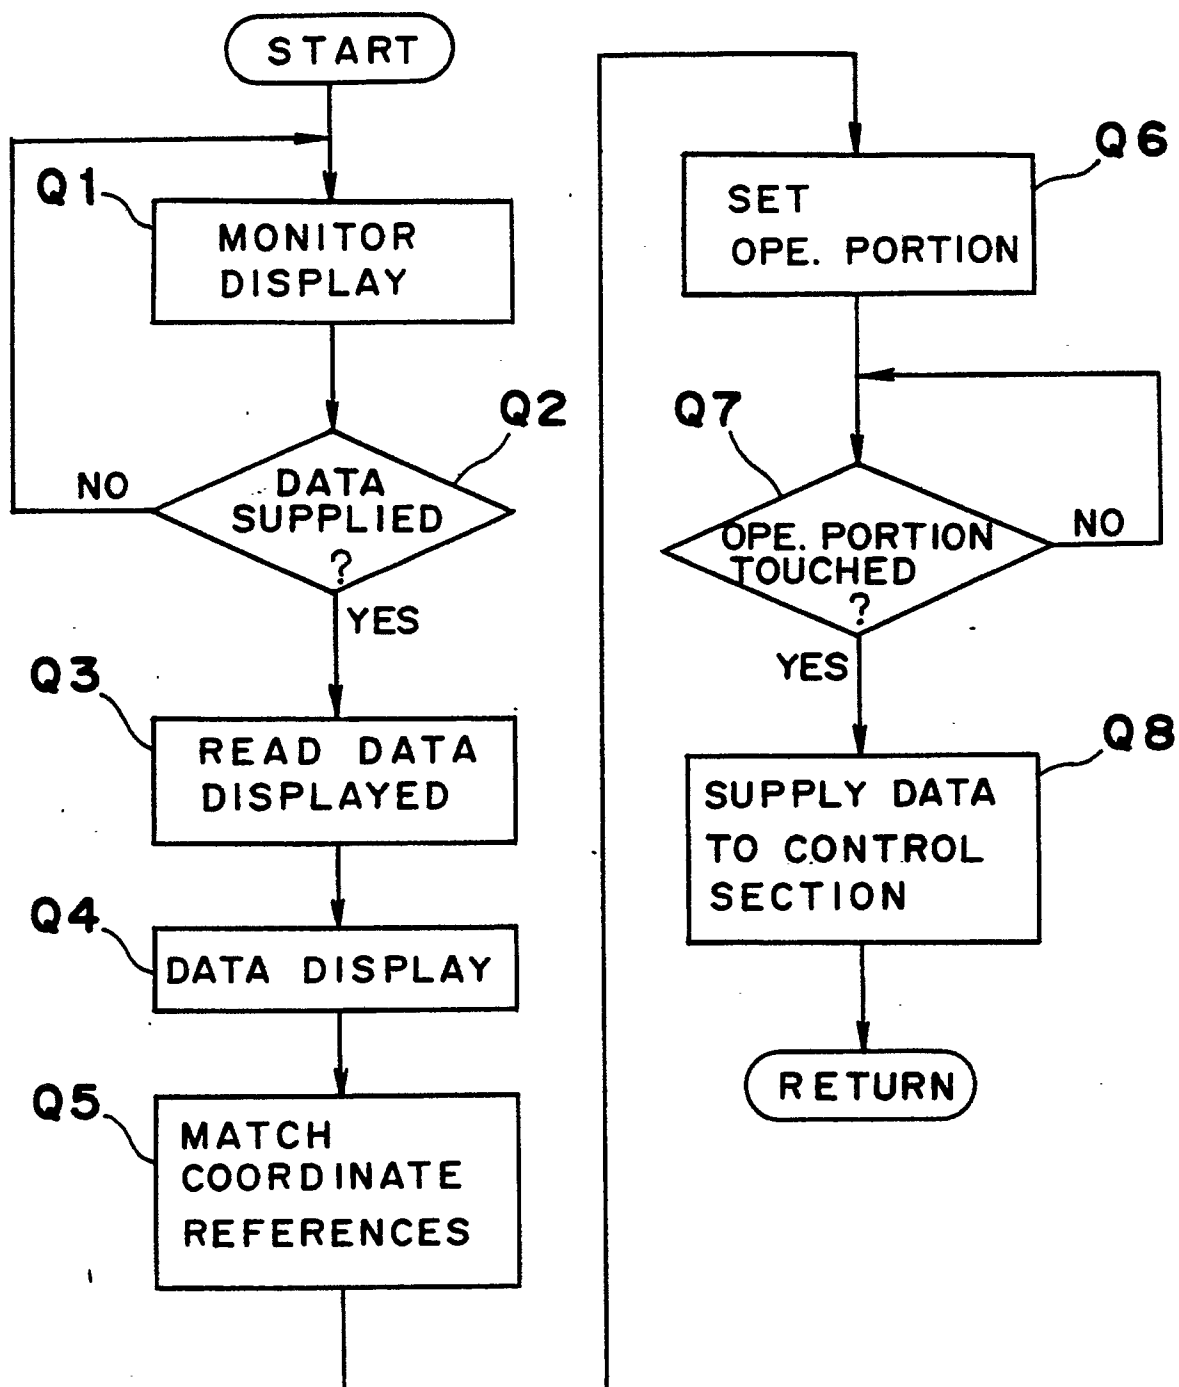 START
Q1
MONITOR
DISPLAY
Q2
DATA
SUPPLIED
?
NO
YES
Q3
READ DATA
DISPLAYED
Q4
DATA DISPLAY
Q5
MATCH
COORDINATE
REFERENCES
Q6
SET
OPE. PORTION
Q7
OPE. PORTION
TOUCHED
?
NO
YES
Q8
SUPPLY DATA
TO CONTROL
SECTION
RETURN